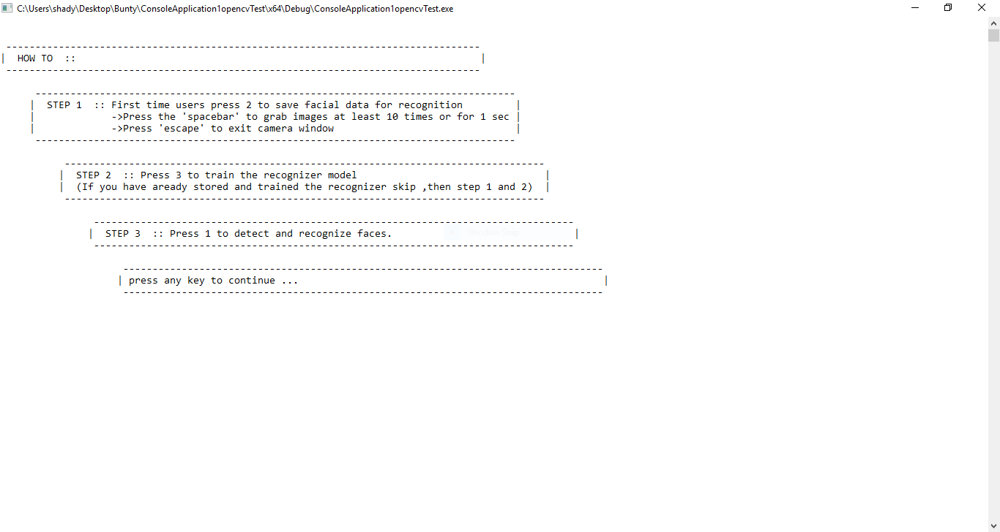 C:\Users\shady\Desktop\Bunty\ConsoleApplication1opencvTest\x64\Debug\ConsoleApplication1opencvTest.exe
HOW TO ::
STEP 1 :: First time users press 2 to save facial data for recognition
->Press the 'spacebar' to grab images at least 10 times or for 1 sec
->Press 'escape' to exit camera window
STEP 2 :: Press 3 to train the recognizer model
(If you have aready stored and trained the recognizer skip ,then step 1 and 2)
STEP 3 :: Press 1 to detect and recognize faces.
press any key to continue ...